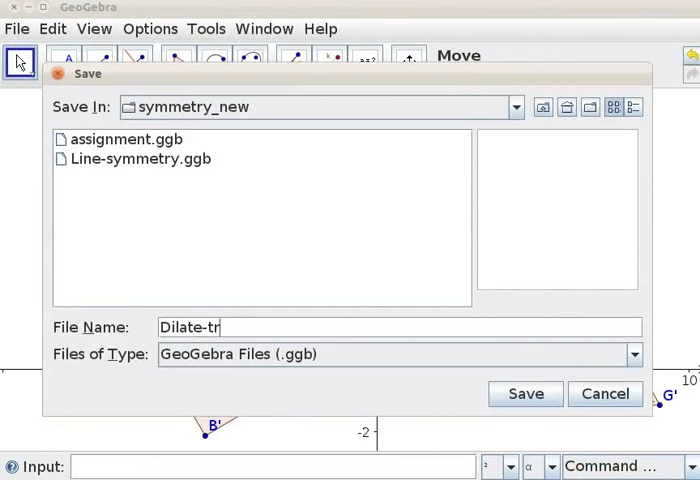 GeoGebra
File Edit View Options Tools Window Help
Move
Save
Save In: symmetry_new
assignment.ggb
Line-symmetry.ggb
File Name: Dilate-tr
Files of Type: GeoGebra Files (.ggb)
Save Cancel
10
G'
B'
-2
Input: ² α Command ...